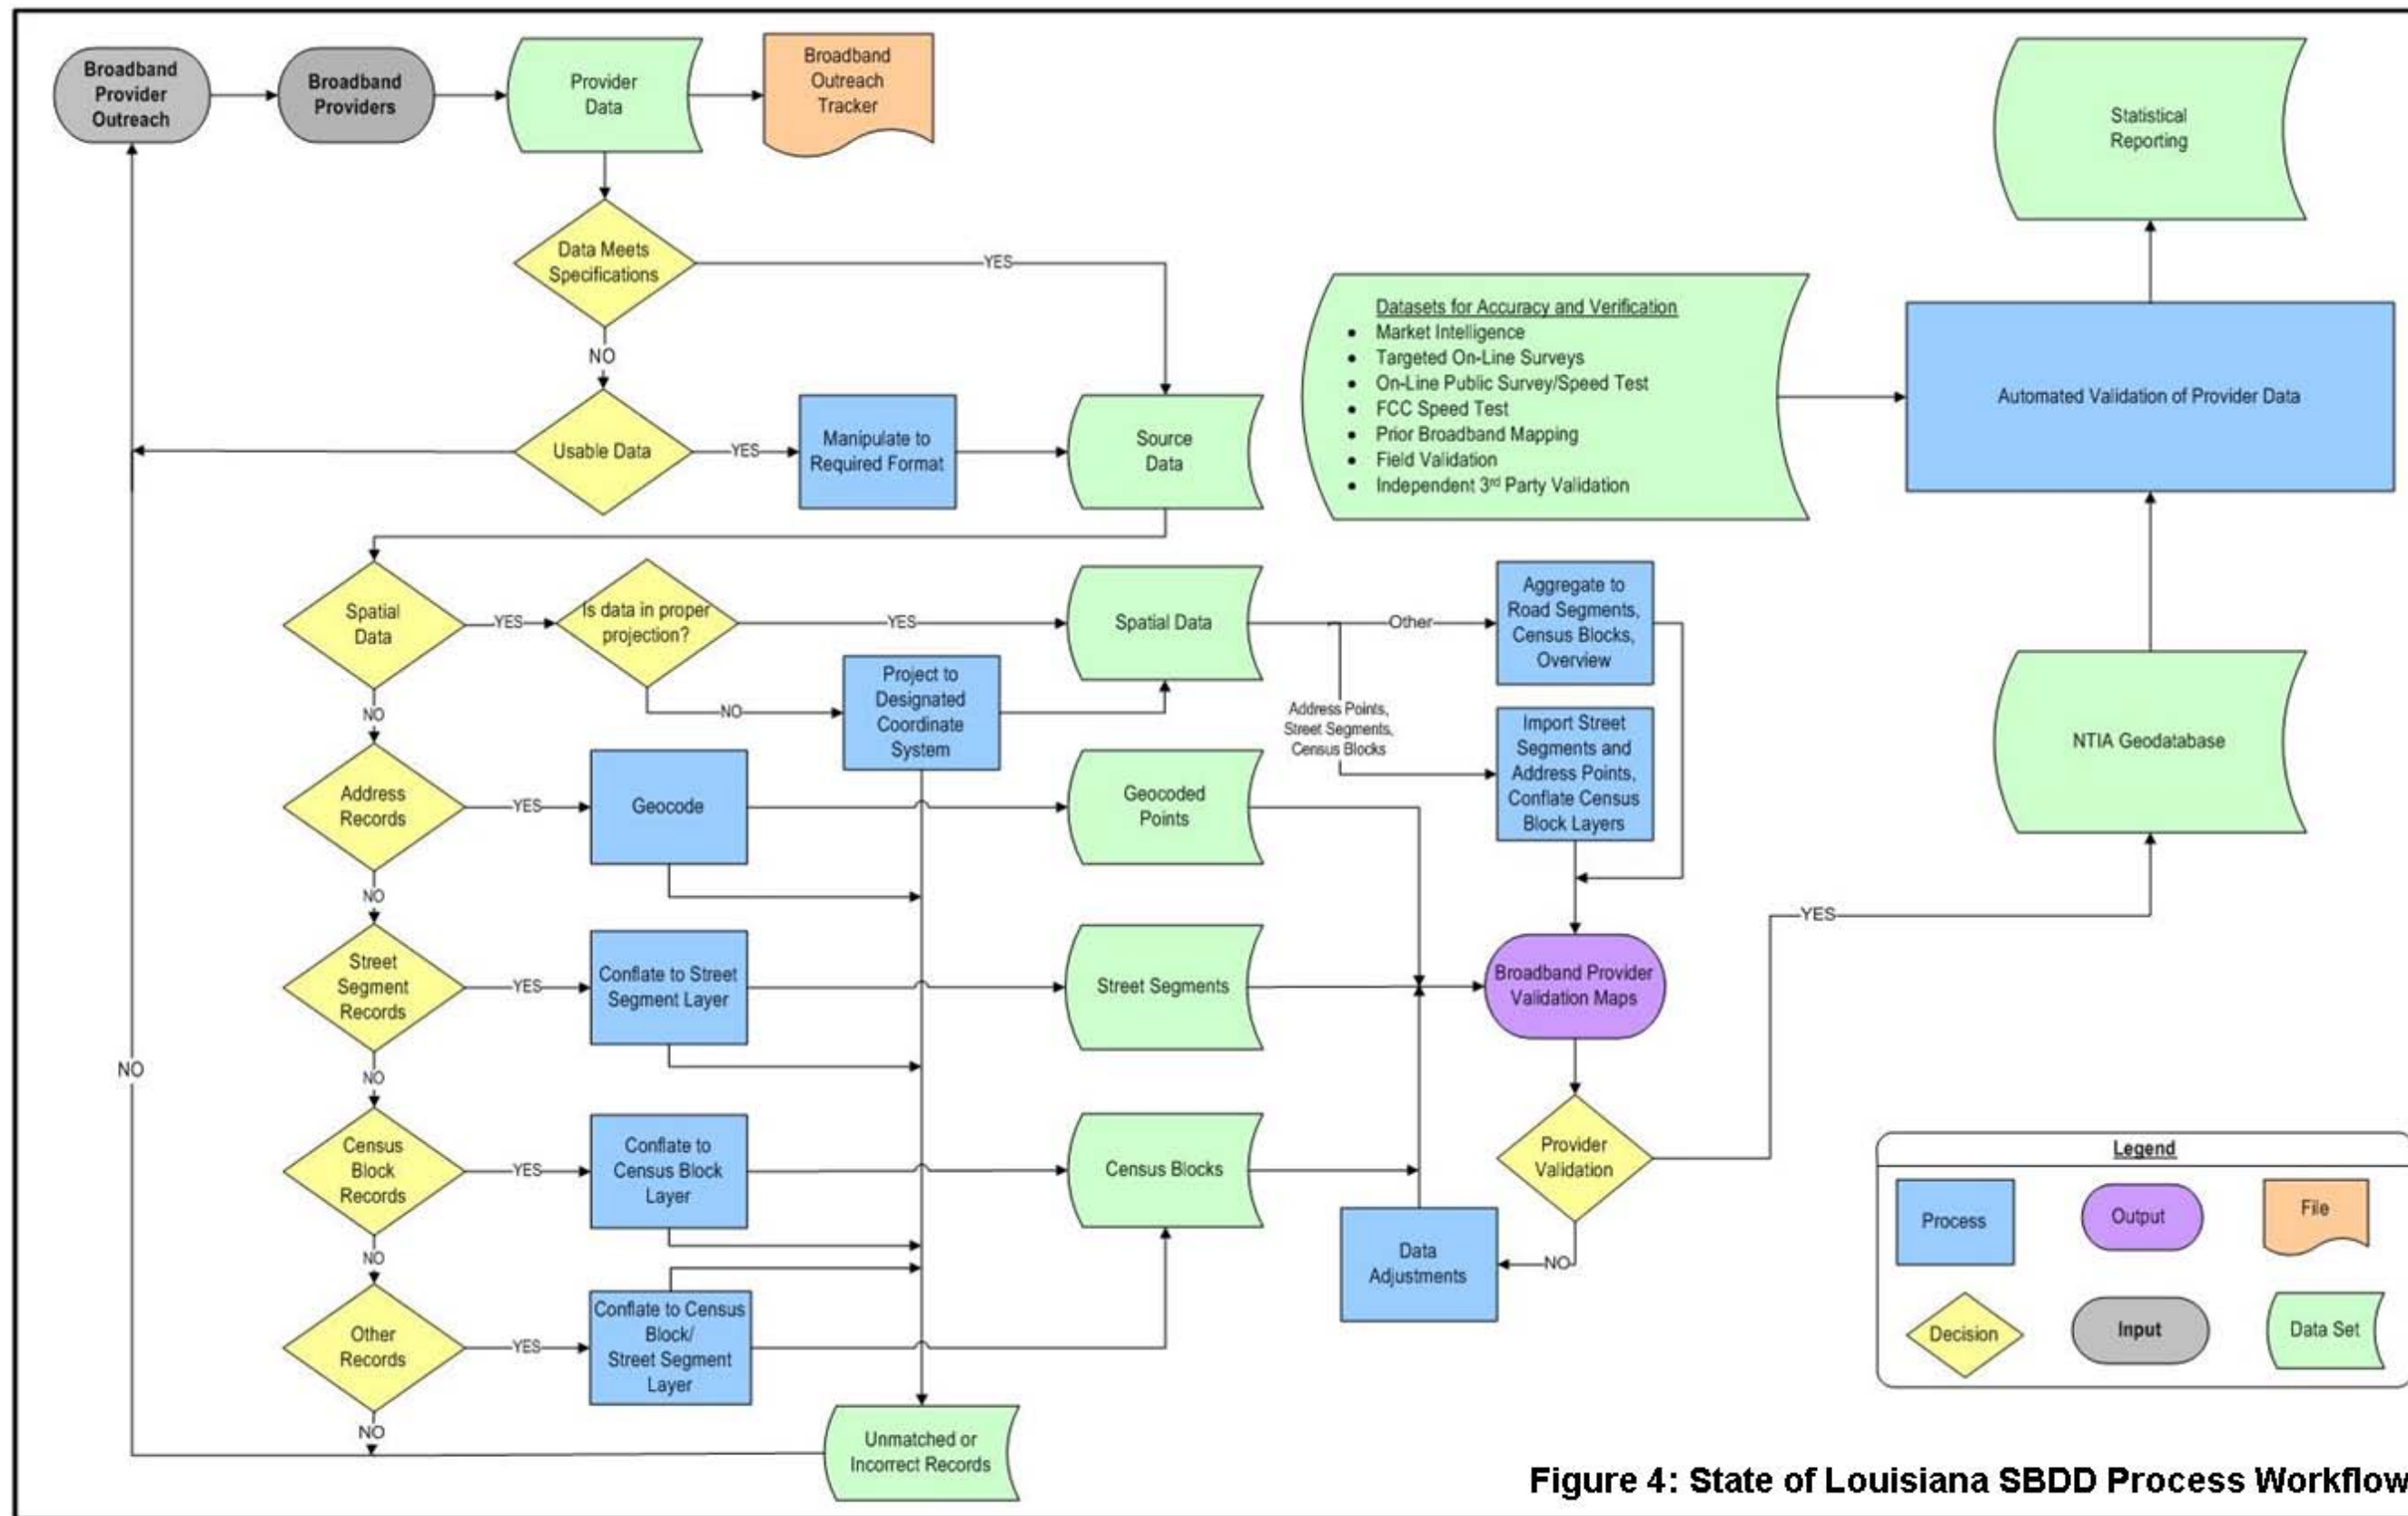 Broadband
Provider
Outreach
Broadband
Providers
Provider
Data
Broadband
Outreach
Tracker
Statistical
Reporting
Data Meets
Specifications
YES
NO
Datasets for Accuracy and Verification
• Market Intelligence
• Targeted On-Line Surveys
• On-Line Public Survey/Speed Test
• FCC Speed Test
• Prior Broadband Mapping
• Field Validation
• Independent 3rd Party Validation
Automated Validation of Provider Data
Usable Data
YES
Manipulate to
Required Format
Source
Data
Spatial
Data
YES
Is data in proper
projection?
YES
Spatial Data
Other
Aggregate to
Road Segments,
Census Blocks,
Overview
NO
NO
Project to
Designated
Coordinate
System
Address Points,
Street Segments,
Census Blocks
Import Street
Segments and
Address Points,
Conflate Census
Block Layers
NTIA Geodatabase
Address
Records
YES
Geocode
Geocoded
Points
NO
YES
Street
Segment
Records
YES
Conflate to Street
Segment Layer
Street Segments
Broadband Provider
Validation Maps
NO
NO
Census
Block
Records
YES
Conflate to
Census Block
Layer
Census Blocks
Provider
Validation
NO
Data
Adjustments
NO
Other
Records
YES
Conflate to Census
Block/
Street Segment
Layer
NO
Unmatched or
Incorrect Records
Legend
Process
Output
File
Decision
Input
Data Set
Figure 4: State of Louisiana SBDD Process Workflow